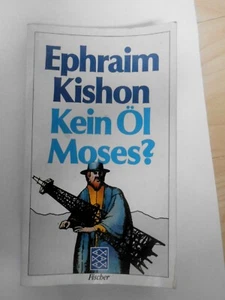 Ephraim
Kishon
Kein Öl
Moses?
Fischer